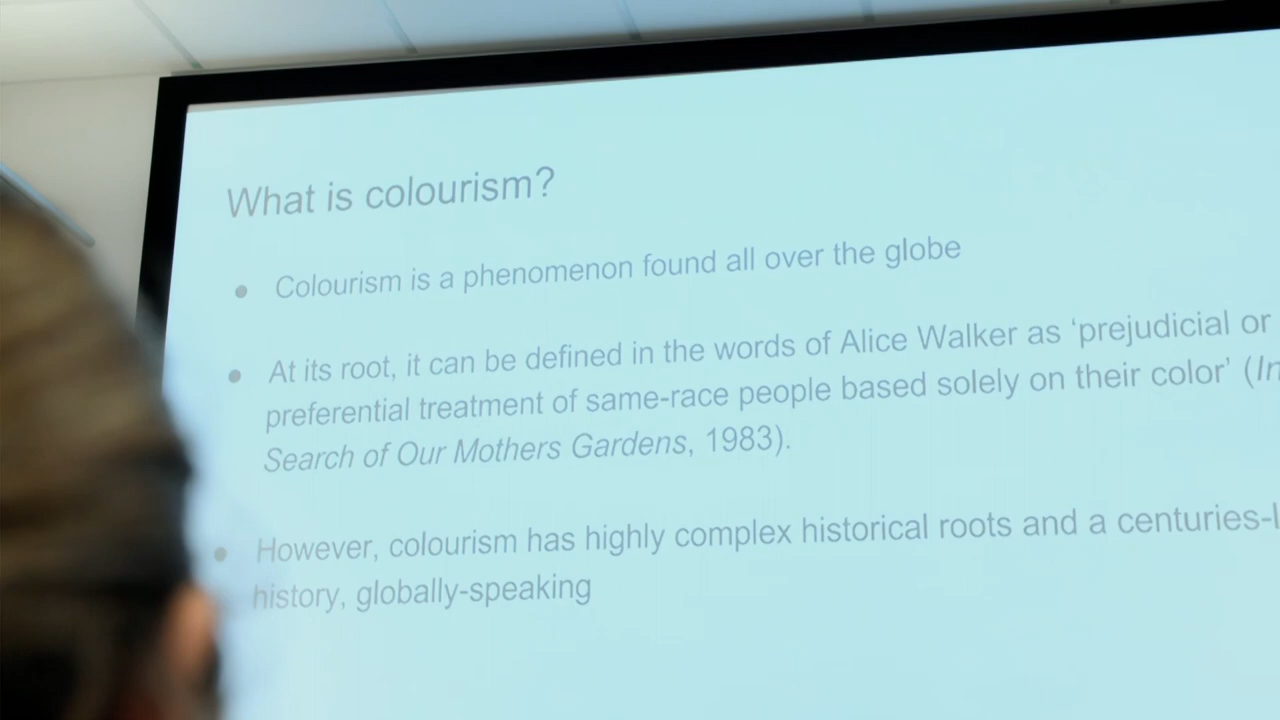 What is colourism?
● Colourism is a phenomenon found all over the globe
● At its root, it can be defined in the words of Alice Walker as ‘prejudicial or
preferential treatment of same-race people based solely on their color’ (In
Search of Our Mothers Gardens, 1983).
● However, colourism has highly complex historical roots and a centuries-l
history, globally-speaking